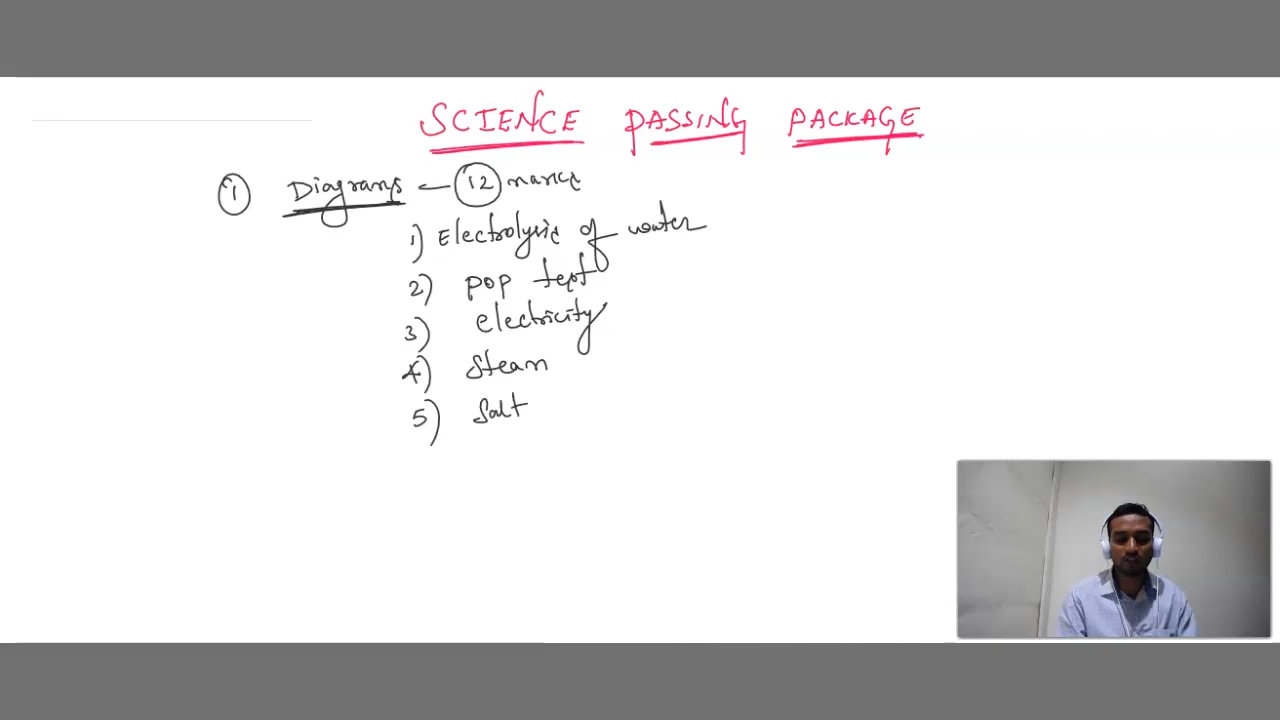 SCIENCE PASSING PACKAGE
① Diagrams — 12 marks
1) Electrolysis of water
2) pop test
3) electricity
4) Steam
5) Salt